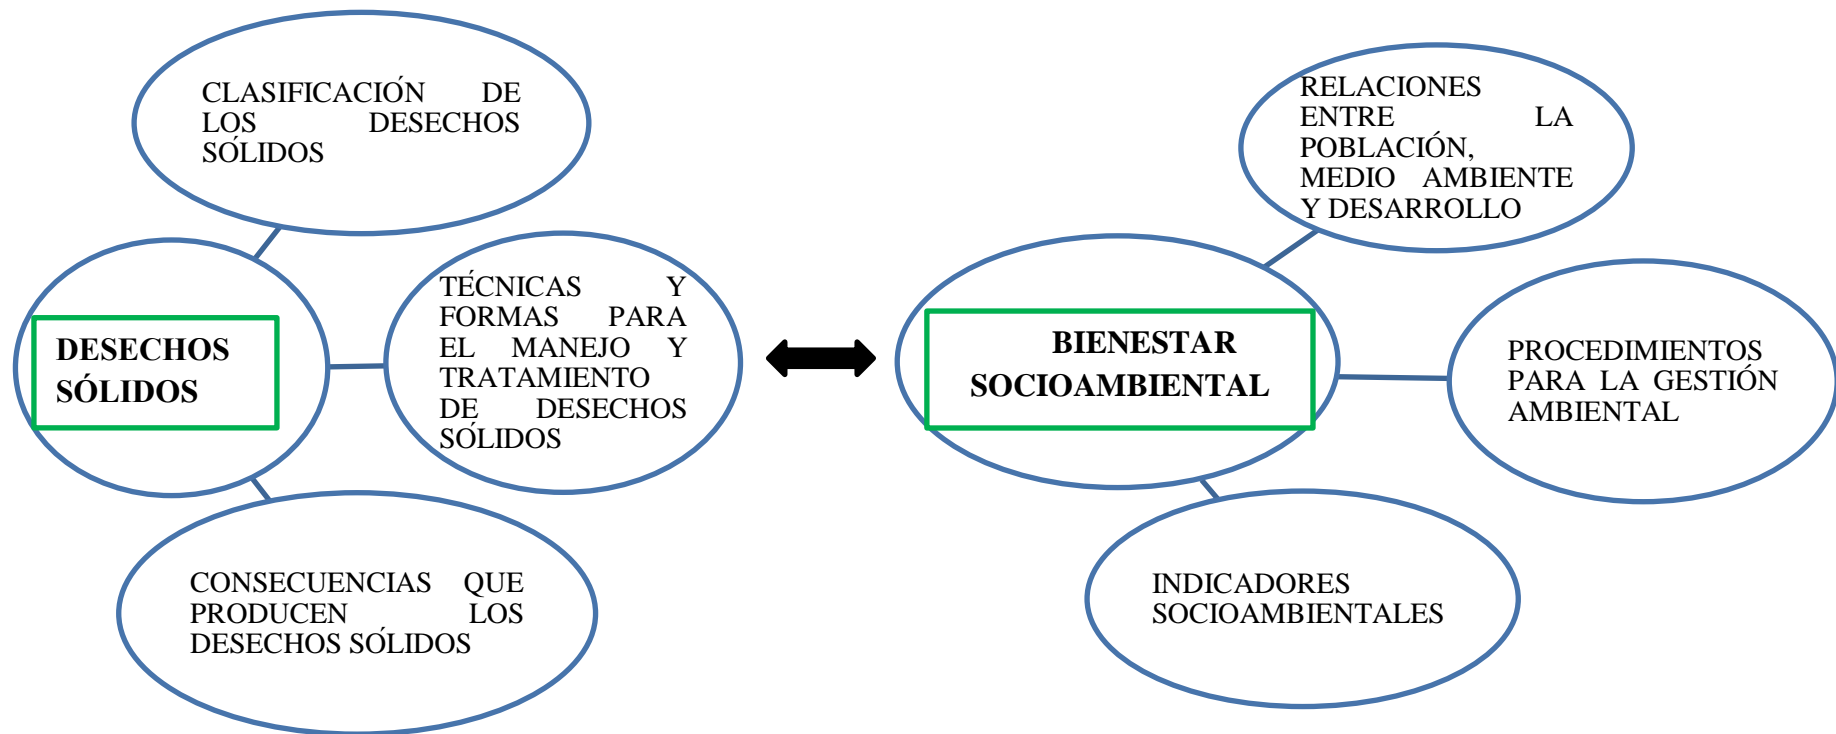 CLASIFICACIÓN DE
LOS DESECHOS
SÓLIDOS
DESECHOS
SÓLIDOS
TÉCNICAS Y
FORMAS PARA
EL MANEJO Y
TRATAMIENTO
DE DESECHOS
SÓLIDOS
CONSECUENCIAS QUE
PRODUCEN LOS
DESECHOS SÓLIDOS
RELACIONES
ENTRE LA
POBLACIÓN,
MEDIO AMBIENTE
Y DESARROLLO
BIENESTAR
SOCIOAMBIENTAL
PROCEDIMIENTOS
PARA LA GESTIÓN
AMBIENTAL
INDICADORES
SOCIOAMBIENTALES